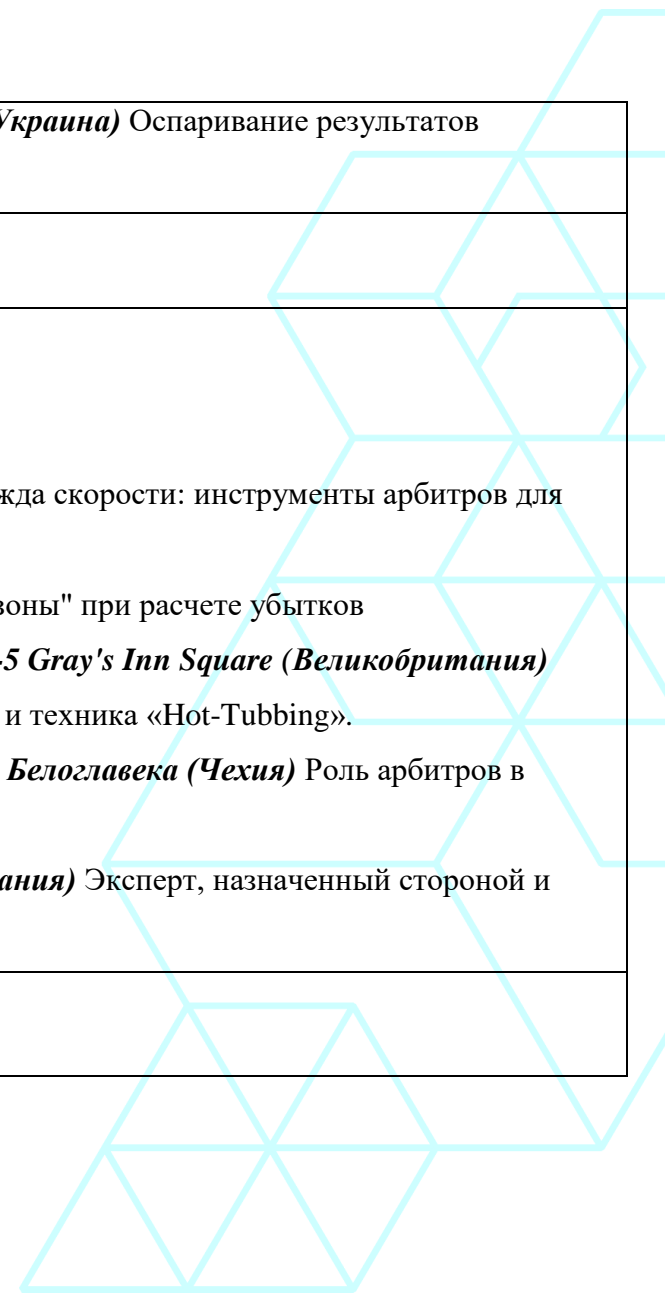 Украина) Оспаривание результатов
жда скорости: инструменты арбитров для
воны" при расчете убытков
-5 Gray's Inn Square (Великобритания)
и техника «Hot-Tubbing».
Белоглавека (Чехия) Роль арбитров в
ания) Эксперт, назначенный стороной и